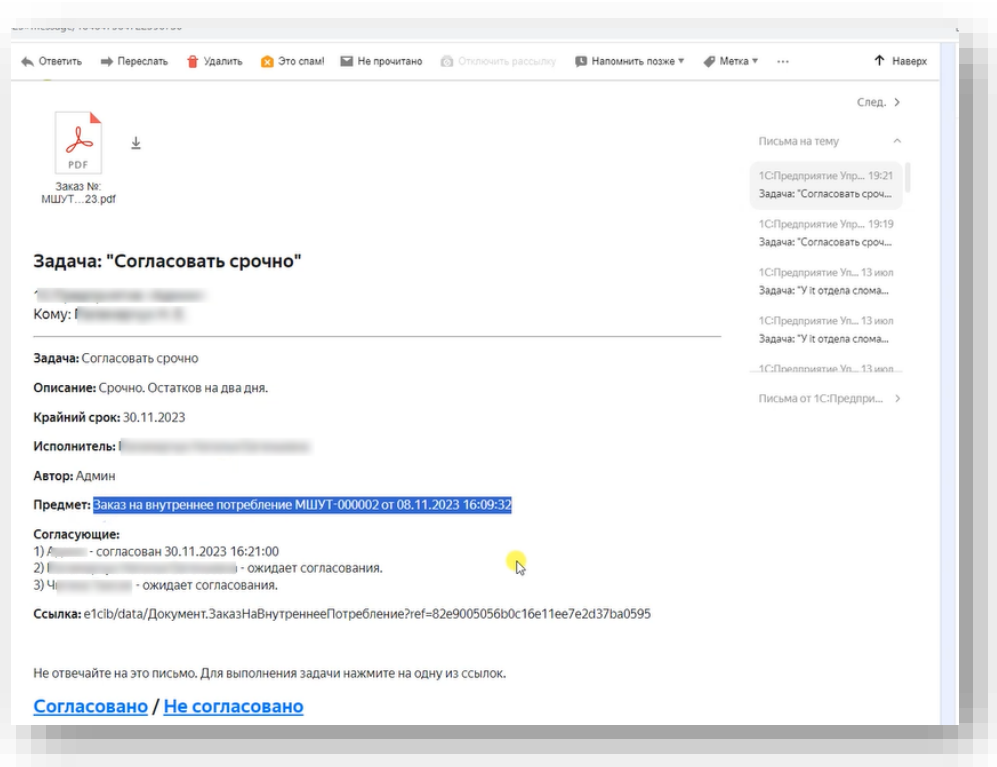 Ответить Переслать Удалить Это спам! Не прочитано Отключить рассылку Напомнить позже Метка ... Наверх
След.
PDF
Заказ №:
МШУТ...23.pdf
Письма на тему
1С:Предприятие Упр... 19:21
Задача: "Согласовать сроч...
1С:Предприятие Упр... 19:19
Задача: "Согласовать сроч...
1С:Предприятие Уп... 13 июл
Задача: "У it отдела слома...
1С:Предприятие Уп... 13 июл
Задача: "У it отдела слома...
1С:Предприятие Уп... 13 июл
Письма от 1С:Предпри...
Задача: "Согласовать срочно"
Кому:
Задача: Согласовать срочно
Описание: Срочно. Остатков на два дня.
Крайний срок: 30.11.2023
Исполнитель:
Автор: Админ
Предмет: Заказ на внутреннее потребление МШУТ-000002 от 08.11.2023 16:09:32
Согласующие:
1) - согласован 30.11.2023 16:21:00
2) - ожидает согласования.
3) - ожидает согласования.
Ссылка: e1cib/data/Документ.ЗаказНаВнутреннееПотребление?ref=82e9005056b0c16e11ee7e2d37ba0595
Не отвечайте на это письмо. Для выполнения задачи нажмите на одну из ссылок.
Согласовано / Не согласовано